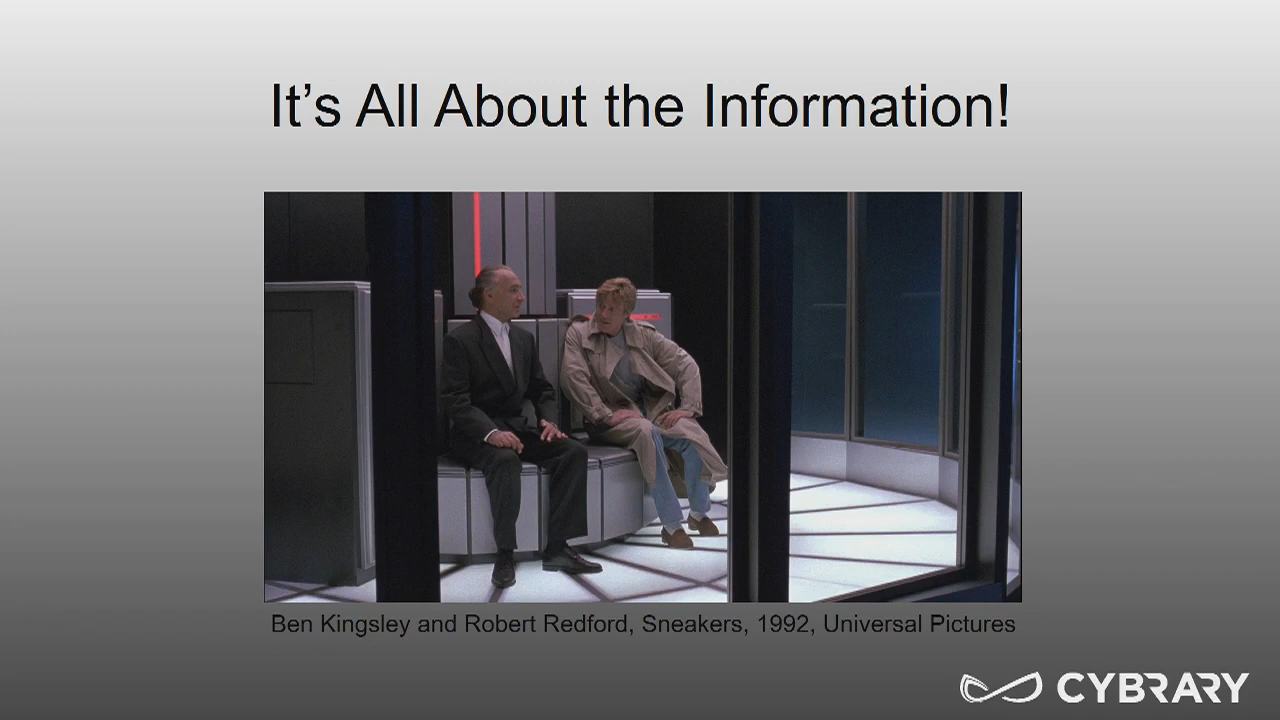 It's All About the Information!
Ben Kingsley and Robert Redford, Sneakers, 1992, Universal Pictures
CYBRARY